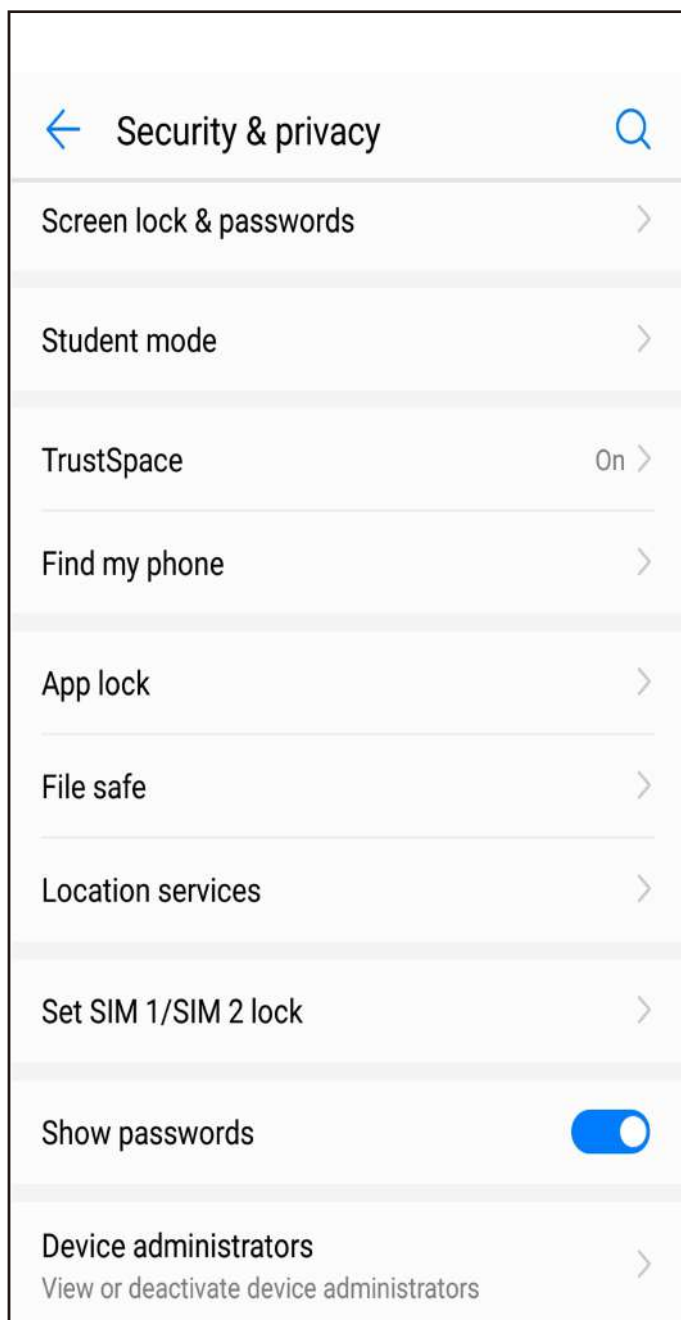 Security & privacy
Screen lock & passwords
Student mode
TrustSpace On
Find my phone
App lock
File safe
Location services
Set SIM 1/SIM 2 lock
Show passwords
Device administrators
View or deactivate device administrators